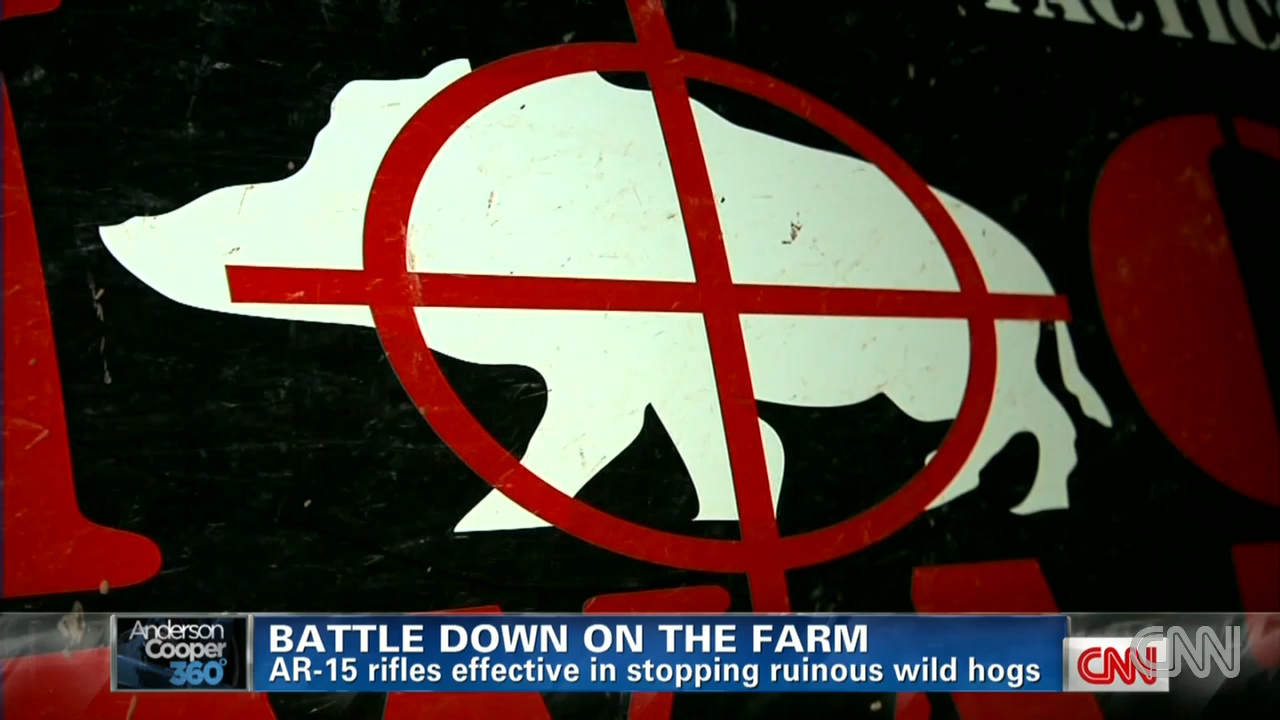 TACTIC
Anderson
Cooper
360°
BATTLE DOWN ON THE FARM
AR-15 rifles effective in stopping ruinous wild hogs
CNN
CNN